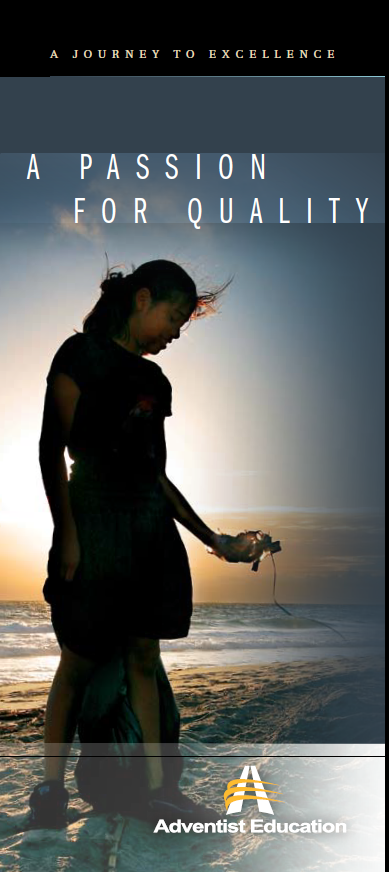 A JOURNEY TO EXCELLENCE
A PASSION
FOR QUALITY
Adventist Education